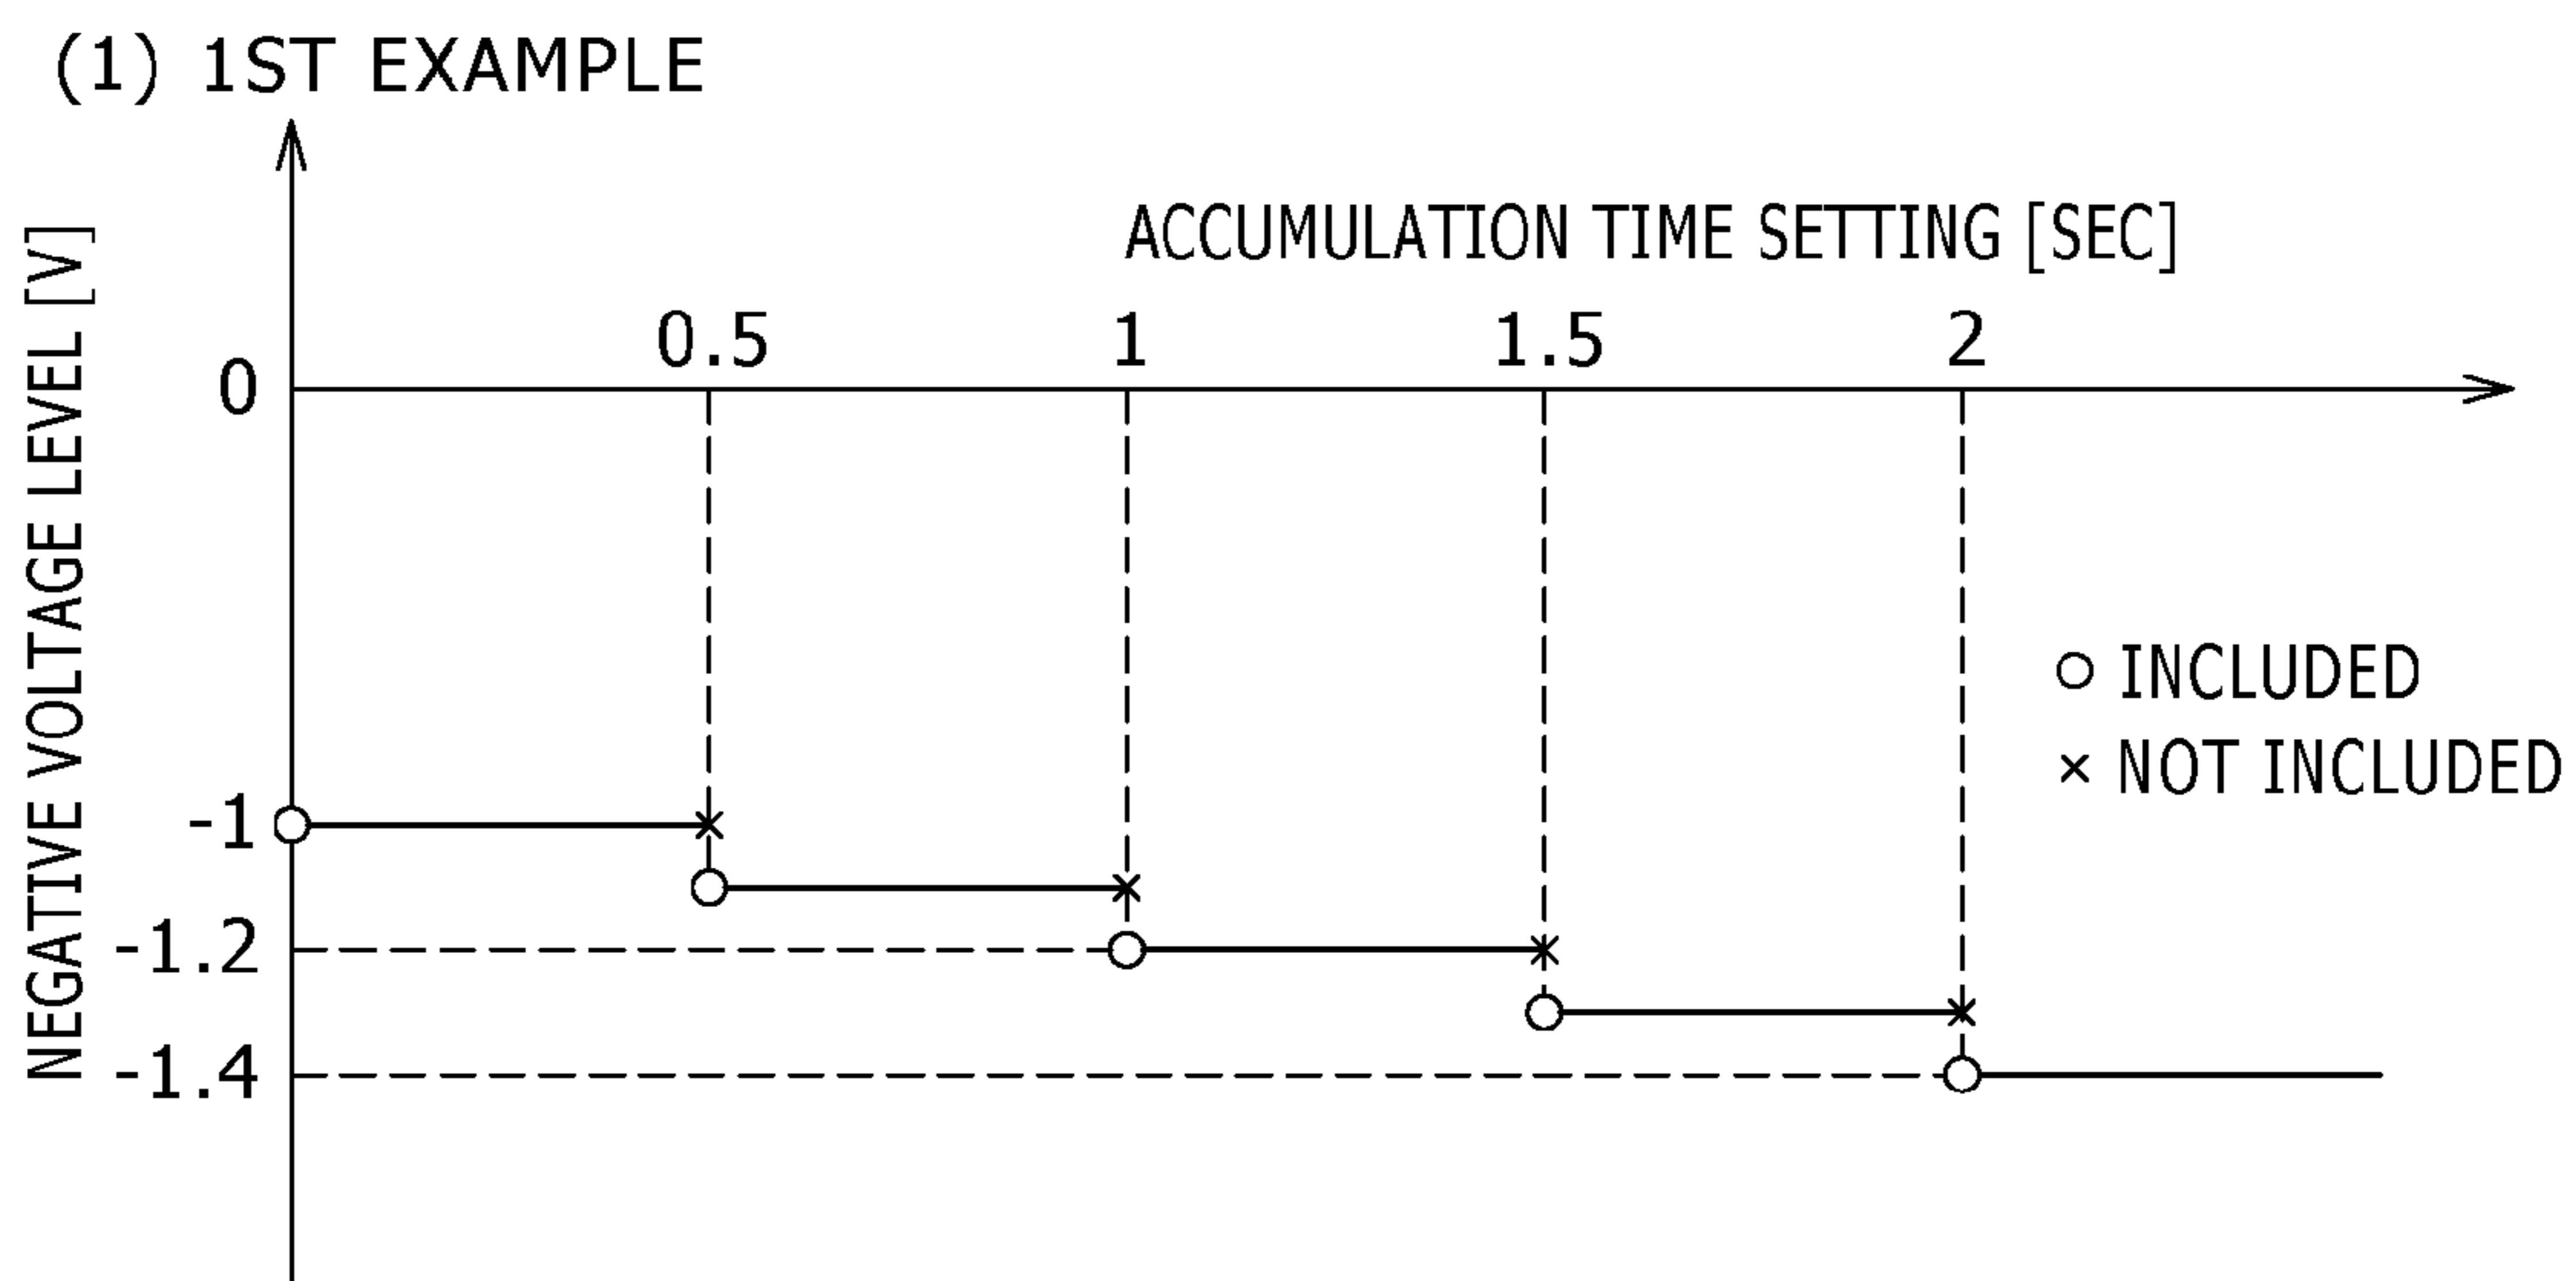 (1) 1ST EXAMPLE
ACCUMULATION TIME SETTING [SEC]
0.5 1 1.5 2
0
NEGATIVE VOLTAGE LEVEL [V]
○ INCLUDED
× NOT INCLUDED
-1
-1.2
-1.4